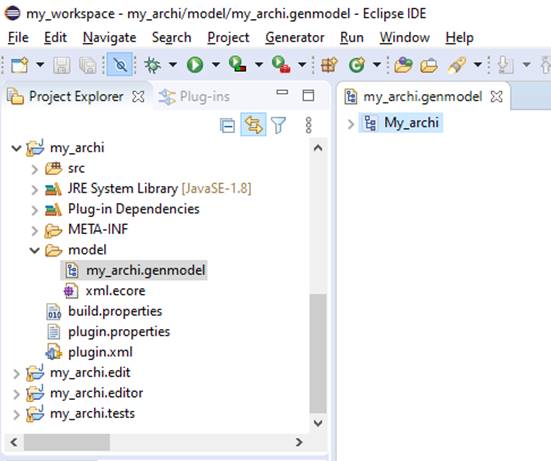 my_workspace - my_archi/model/my_archi.genmodel - Eclipse IDE
File Edit Navigate Search Project Generator Run Window Help
Project Explorer Plug-ins
my_archi.genmodel
My_archi
my_archi
src
JRE System Library [JavaSE-1.8]
Plug-in Dependencies
META-INF
model
my_archi.genmodel
xml.ecore
010
build.properties
plugin.properties
plugin.xml
my_archi.edit
my_archi.editor
my_archi.tests